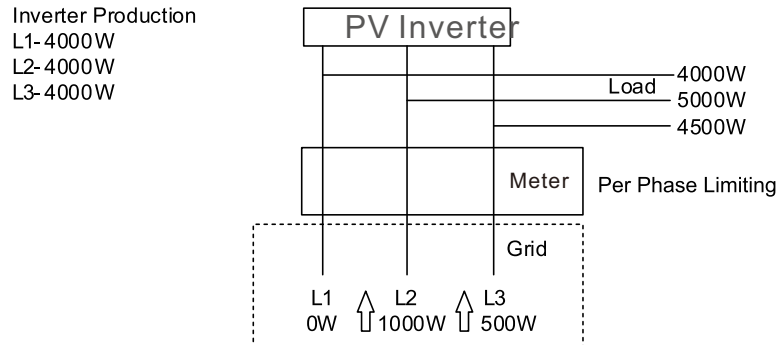 Inverter Production
L1-4000W
L2-4000W
L3-4000W
PV Inverter
4000W
Load
5000W
4500W
Meter
Per Phase Limiting
Grid
L1 L2 L3
0W 1000W 500W